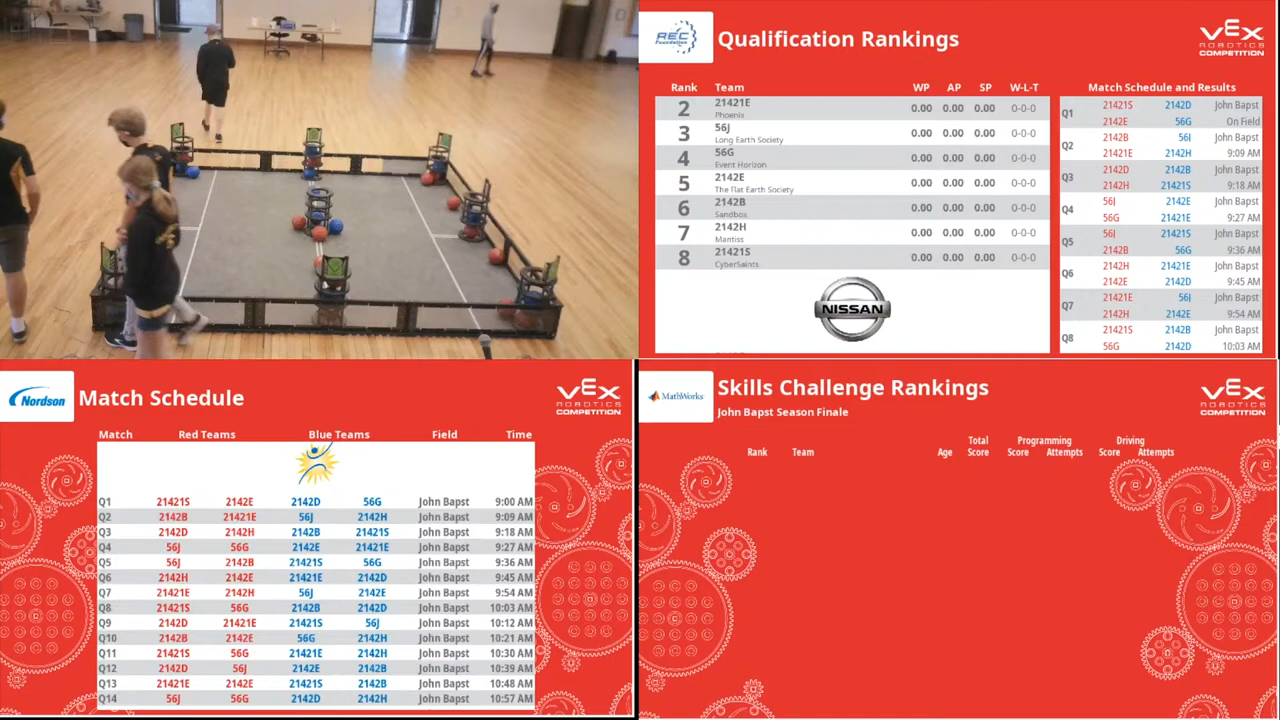 REC
Foundation
Qualification Rankings
VEX
ROBOTICS
COMPETITION
Rank Team WP AP SP W-L-T
2 21421E 0.00 0.00 0.00 0-0-0
Phoenix
3 56J 0.00 0.00 0.00 0-0-0
Long Earth Society
4 56G 0.00 0.00 0.00 0-0-0
Event Horizon
5 2142E 0.00 0.00 0.00 0-0-0
The Flat Earth Society
6 2142B 0.00 0.00 0.00 0-0-0
Sandbox
7 2142H 0.00 0.00 0.00 0-0-0
Mantiss
8 21421S 0.00 0.00 0.00 0-0-0
CyberSaints
NISSAN
Match Schedule and Results
Q1 21421S 2142D John Bapst
2142E 56G On Field
Q2 2142B 56J John Bapst
21421E 2142H 9:09 AM
Q3 2142D 2142B John Bapst
2142H 21421S 9:18 AM
Q4 56J 2142E John Bapst
56G 21421E 9:27 AM
Q5 56J 21421S John Bapst
2142B 56G 9:36 AM
Q6 2142H 21421E John Bapst
2142E 2142D 9:45 AM
Q7 21421E 56J John Bapst
2142H 2142E 9:54 AM
Q8 21421S 2142B John Bapst
56G 2142D 10:03 AM
Nordson
Match Schedule
VEX
ROBOTICS
COMPETITION
Match Red Teams Blue Teams Field Time
Q1 21421S 2142E 2142D 56G John Bapst 9:00 AM
Q2 2142B 21421E 56J 2142H John Bapst 9:09 AM
Q3 2142D 2142H 2142B 21421S John Bapst 9:18 AM
Q4 56J 56G 2142E 21421E John Bapst 9:27 AM
Q5 56J 2142B 21421S 56G John Bapst 9:36 AM
Q6 2142H 2142E 21421E 2142D John Bapst 9:45 AM
Q7 21421E 2142H 56J 2142E John Bapst 9:54 AM
Q8 21421S 56G 2142B 2142D John Bapst 10:03 AM
Q9 2142D 21421E 21421S 56J John Bapst 10:12 AM
Q10 2142B 2142E 56G 2142H John Bapst 10:21 AM
Q11 21421S 56G 21421E 2142H John Bapst 10:30 AM
Q12 2142D 56J 2142E 2142B John Bapst 10:39 AM
Q13 21421E 2142E 21421S 2142B John Bapst 10:48 AM
Q14 56J 56G 2142D 2142H John Bapst 10:57 AM
MathWorks
Skills Challenge Rankings
John Bapst Season Finale
VEX
ROBOTICS
COMPETITION
Total Programming Driving
Rank Team Age Score Score Attempts Score Attempts